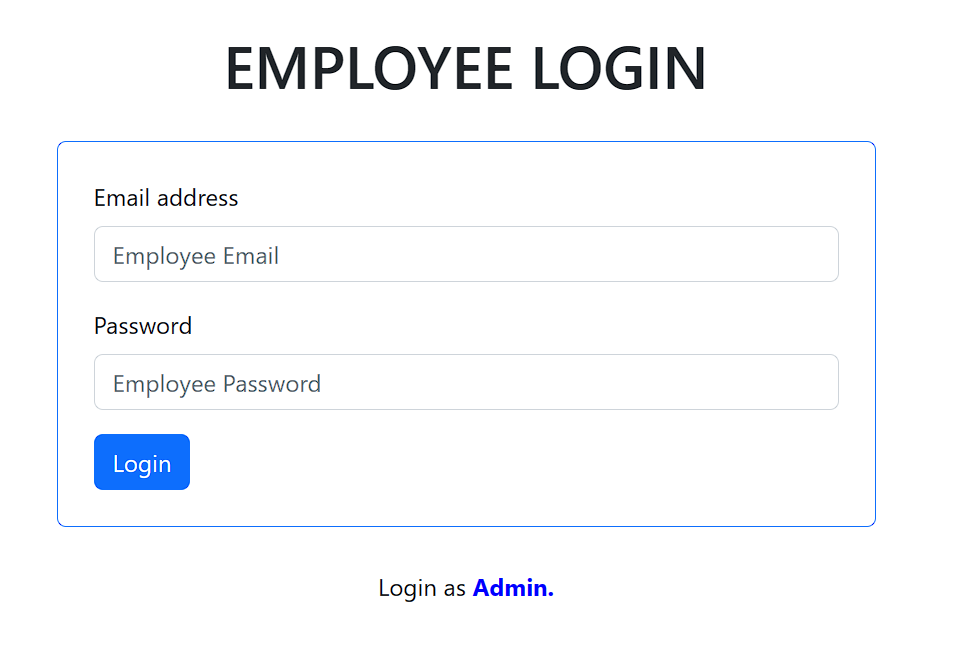 EMPLOYEE LOGIN
Email address
Employee Email
Password
Employee Password
Login
Login as Admin.